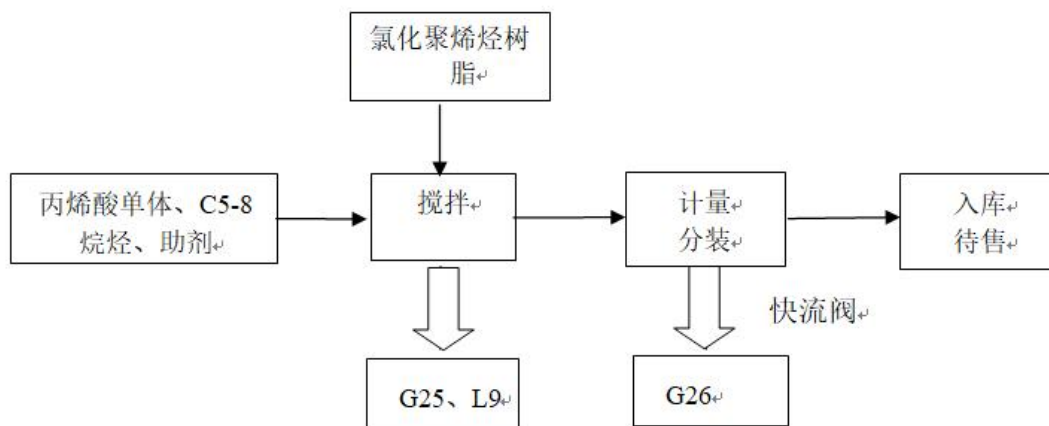 氯化聚烯烃树
脂
丙烯酸单体、C5-8
烷烃、助剂
搅拌
计量
分装
入库
待售
快流阀
G25、L9
G26